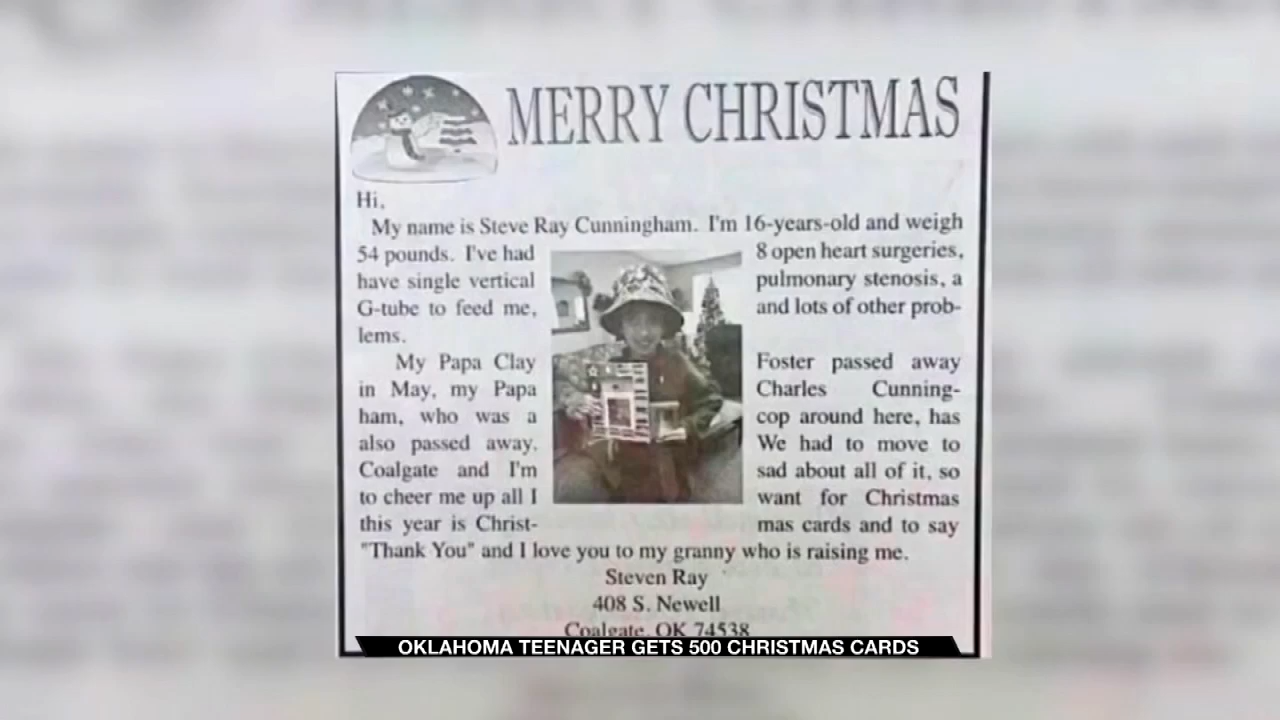 MERRY CHRISTMAS
Hi,
My name is Steve Ray Cunningham. I'm 16-years-old and weigh
54 pounds. I've had 8 open heart surgeries,
have single vertical pulmonary stenosis, a
G-tube to feed me, and lots of other prob-
lems.
My Papa Clay Foster passed away
in May, my Papa Charles Cunning-
ham, who was a cop around here, has
also passed away. We had to move to
Coalgate and I'm sad about all of it, so
to cheer me up all I want for Christmas
this year is Christ- mas cards and to say
"Thank You" and I love you to my granny who is raising me.
Steven Ray
408 S. Newell
Coalgate, OK 74538
OKLAHOMA TEENAGER GETS 500 CHRISTMAS CARDS